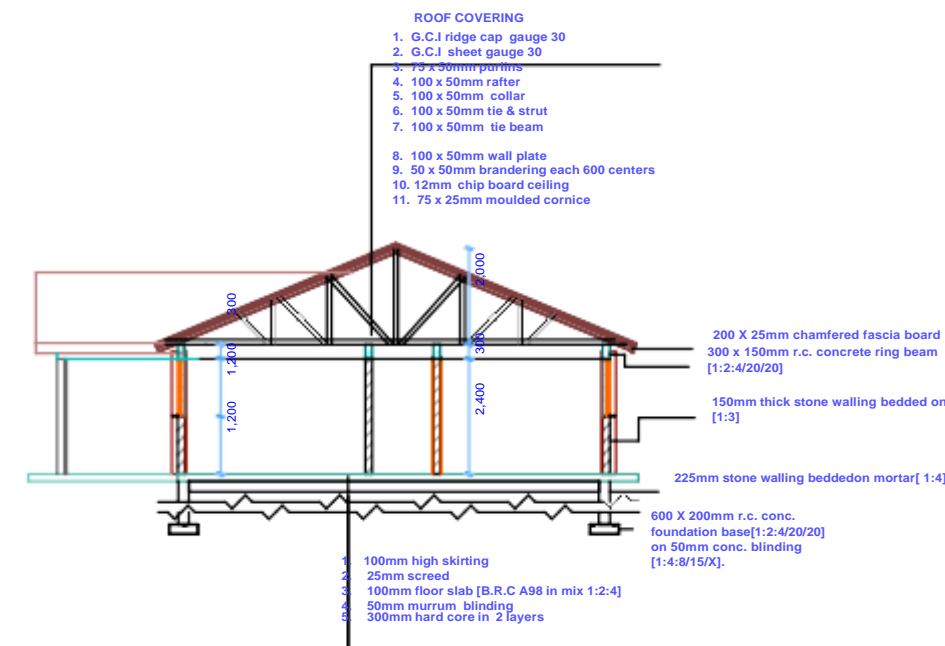 ROOF COVERING
1. G.C.I ridge cap gauge 30
2. G.C.I sheet gauge 30
3. 75 x 50mm purlins
4. 100 x 50mm rafter
5. 100 x 50mm collar
6. 100 x 50mm tie & strut
7. 100 x 50mm tie beam
8. 100 x 50mm wall plate
9. 50 x 50mm brandering each 600 centers
10. 12mm chip board ceiling
11. 75 x 25mm moulded cornice
2,000
300
300
1,200
2,400
1,200
200 X 25mm chamfered fascia board
300 x 150mm r.c. concrete ring beam
[1:2:4/20/20]
150mm thick stone walling bedded on
[1:3]
225mm stone walling beddedon mortar[ 1:4]
600 X 200mm r.c. conc.
foundation base[1:2:4/20/20]
on 50mm conc. blinding
[1:4:8/15/X].
1. 100mm high skirting
2. 25mm screed
3. 100mm floor slab [B.R.C A98 in mix 1:2:4]
4. 50mm murrum blinding
5. 300mm hard core in 2 layers